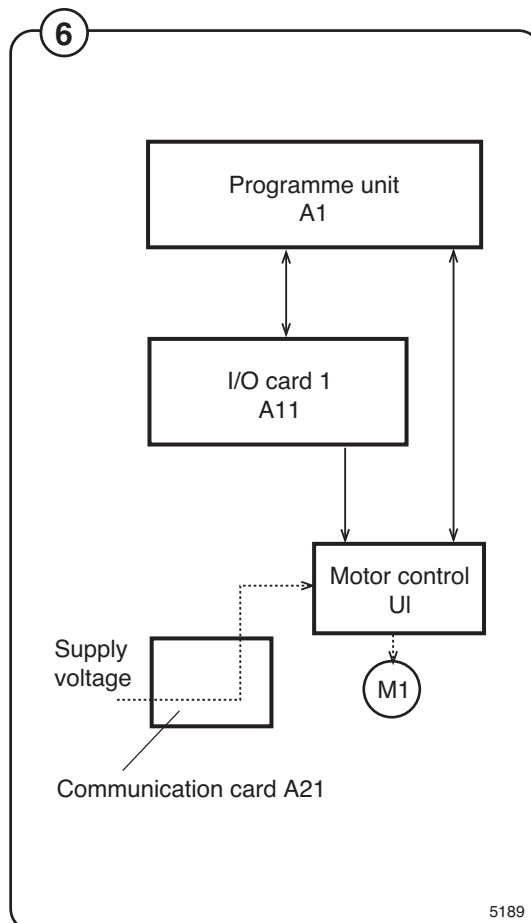 6
Programme unit
A1
I/O card 1
A11
Motor control
UI
Supply
voltage
M1
Communication card A21
5189